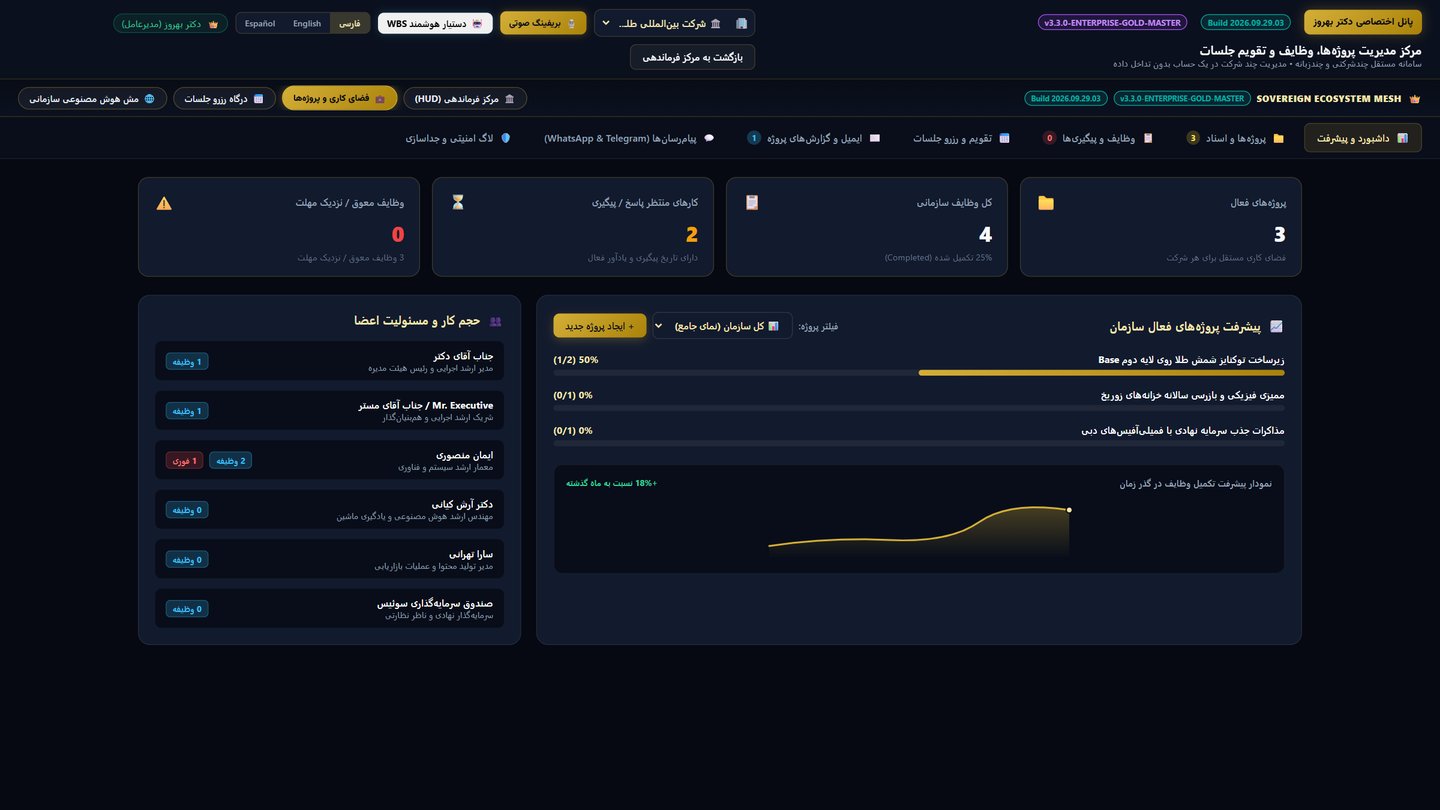 پانل اختصاصی دکتر بهروز
Build 2026.09.29.03
v3.3.0-ENTERPRISE-GOLD-MASTER
مرکز مدیریت پروژه‌ها، وظایف و تقویم جلسات
سامانه مستقل چندشرکتی و چندزبانه • مدیریت چند شرکت در یک حساب بدون تداخل داده
شرکت بین‌المللی طلـ...
بریفینگ صوتی
دستیار هوشمند WBS
فارسی
English
Español
دکتر بهروز (مدیرعامل)
بازگشت به مرکز فرماندهی
SOVEREIGN ECOSYSTEM MESH
v3.3.0-ENTERPRISE-GOLD-MASTER
Build 2026.09.29.03
مرکز فرماندهی (HUD)
فضای کاری و پروژه‌ها
درگاه رزرو جلسات
مش هوش مصنوعی سازمانی
داشبورد و پیشرفت
پروژه‌ها و اسناد 3
وظایف و پیگیری‌ها 0
تقویم و رزرو جلسات
ایمیل و گزارش‌های پروژه 1
پیام‌رسان‌ها (WhatsApp & Telegram)
لاگ امنیتی و جداسازی
پروژه‌های فعال
3
فضای کاری مستقل برای هر شرکت
کل وظایف سازمانی
4
25% تکمیل شده (Completed)
کارهای منتظر پاسخ / پیگیری
2
دارای تاریخ پیگیری و یادآور فعال
وظایف معوق / نزدیک مهلت
0
3 وظایف معوق / نزدیک مهلت
پیشرفت پروژه‌های فعال سازمان
فیلتر پروژه:
کل سازمان (نمای جامع)
+ ایجاد پروژه جدید
زیرساخت توکنایز شمش طلا روی لایه دوم Base
50% (1/2)
ممیزی فیزیکی و بازرسی سالانه خزانه‌های زوریخ
0% (0/1)
مذاکرات جذب سرمایه نهادی با فمیلی‌آفیس‌های دبی
0% (0/1)
نمودار پیشرفت تکمیل وظایف در گذر زمان
+18% نسبت به ماه گذشته
حجم کار و مسئولیت اعضا
جناب آقای دکتر
مدیر ارشد اجرایی و رئیس هیئت مدیره
1 وظیفه
Mr. Executive / جناب آقای مستر
شریک ارشد اجرایی و هم‌بنیان‌گذار
1 وظیفه
ایمان منصوری
معمار ارشد سیستم و فناوری
2 وظیفه
1 فوری
دکتر آرش کیانی
مهندس ارشد هوش مصنوعی و یادگیری ماشین
0 وظیفه
سارا تهرانی
مدیر تولید محتوا و عملیات بازاریابی
0 وظیفه
صندوق سرمایه‌گذاری سوئیس
سرمایه‌گذار نهادی و ناظر نظارتی
0 وظیفه